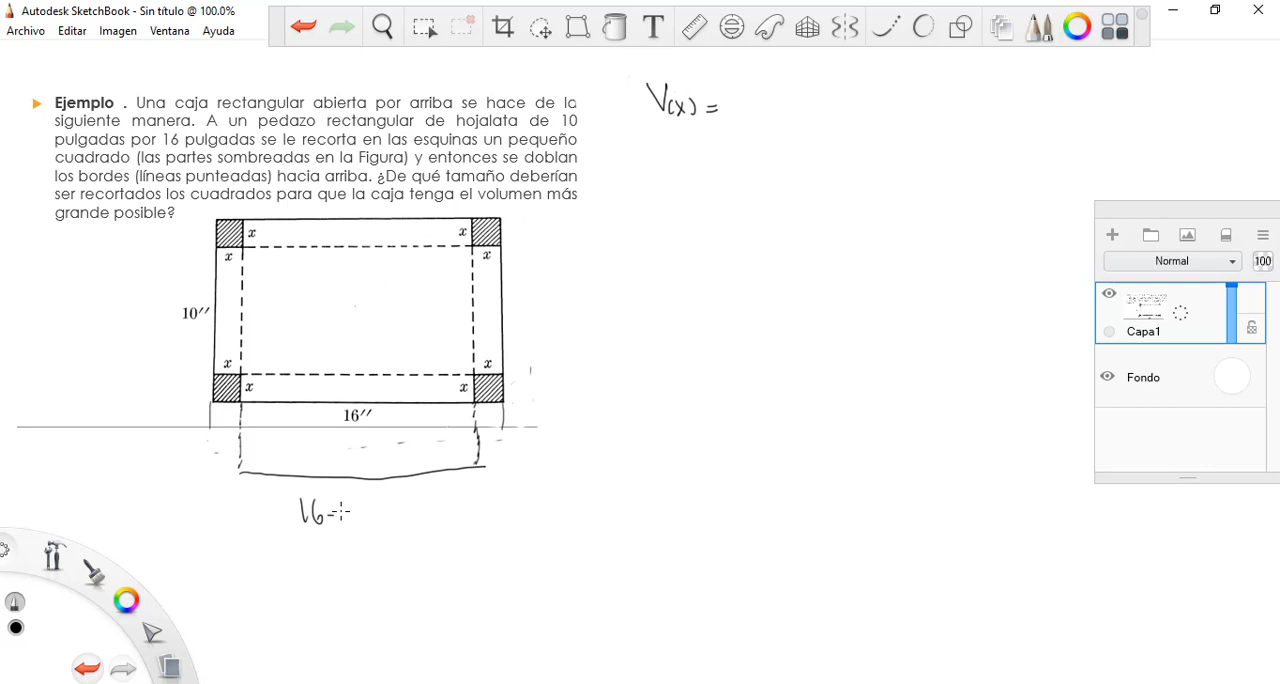 Autodesk SketchBook - Sin título @ 100.0%
Archivo Editar Imagen Ventana Ayuda
T
Ejemplo . Una caja rectangular abierta por arriba se hace de la
siguiente manera. A un pedazo rectangular de hojalata de 10
pulgadas por 16 pulgadas se le recorta en las esquinas un pequeño
cuadrado (las partes sombreadas en la Figura) y entonces se doblan
los bordes (líneas punteadas) hacia arriba. ¿De qué tamaño deberían
ser recortados los cuadrados para que la caja tenga el volumen más
grande posible?
V(x) =
x x
x x
10′′
x x
x x
16′′
16 -
Normal 100
Capa1
Fondo